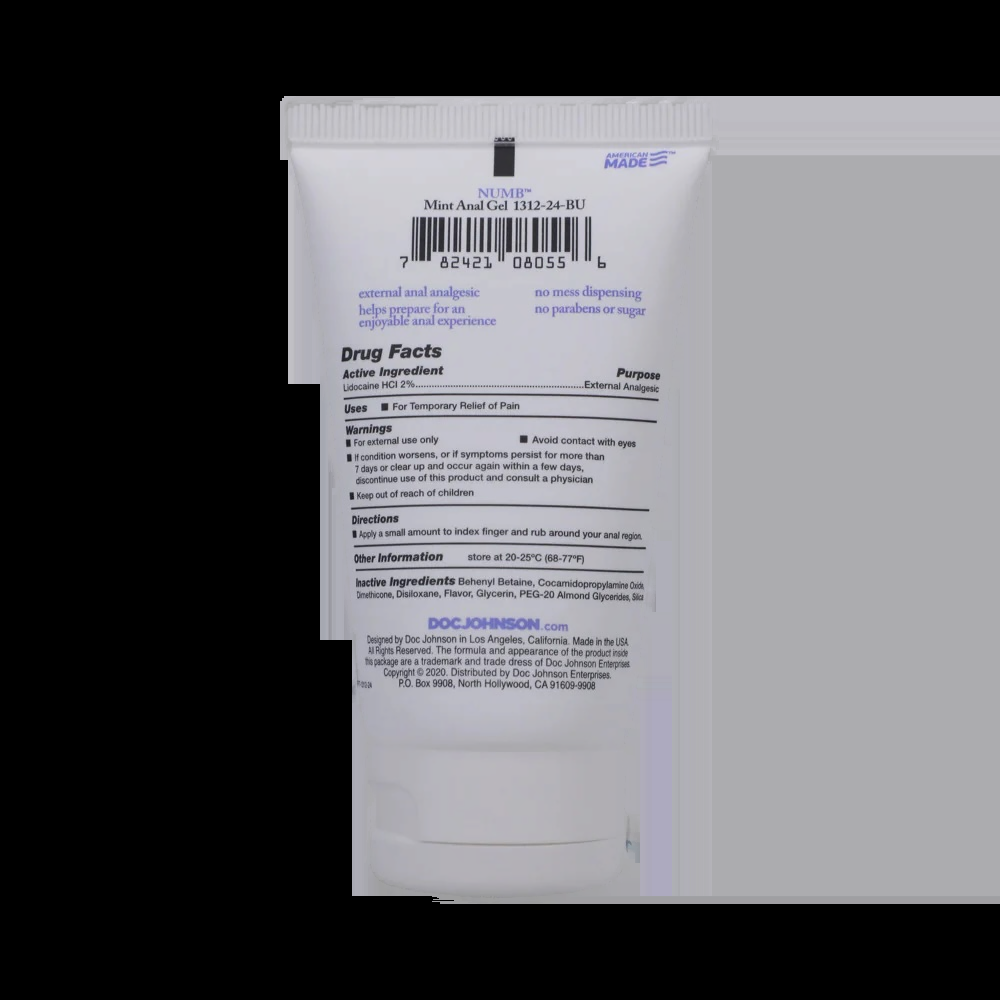 AMERICAN
MADE™
NUMB™
Mint Anal Gel 1312-24-BU
7 82421 08055 6
external anal analgesic
no mess dispensing
helps prepare for an
enjoyable anal experience
no parabens or sugar
Drug Facts
Active Ingredient Purpose
Lidocaine HCl 2%.............................................External Analgesic
Uses ■ For Temporary Relief of Pain
Warnings
■ For external use only ■ Avoid contact with eyes
■ If condition worsens, or if symptoms persist for more than
7 days or clear up and occur again within a few days,
discontinue use of this product and consult a physician
■ Keep out of reach of children
Directions
■ Apply a small amount to index finger and rub around your anal region.
Other Information store at 20-25°C (68-77°F)
Inactive Ingredients Behenyl Betaine, Cocamidopropylamine Oxide,
Dimethicone, Disiloxane, Flavor, Glycerin, PEG-20 Almond Glycerides, Silica
DOCJOHNSON.com
Designed by Doc Johnson in Los Angeles, California. Made in the USA.
All Rights Reserved. The formula and appearance of the product inside
this package are a trademark and trade dress of Doc Johnson Enterprises.
Copyright © 2020. Distributed by Doc Johnson Enterprises.
P.O. Box 9908, North Hollywood, CA 91609-9908